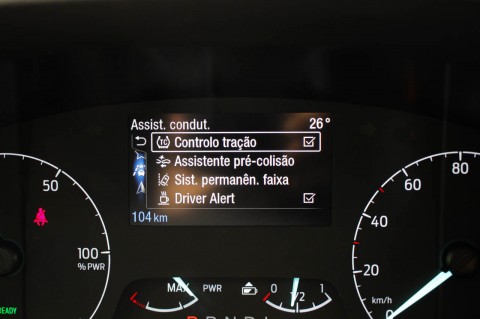 Assist. condut. 26°
TC Controlo tração
Assistente pré-colisão
Sist. permanên. faixa
Driver Alert
104 km
50
100
% PWR
READY
MAX PWR
0 1/2 1
80
60
20
0
km/h
P R N D L